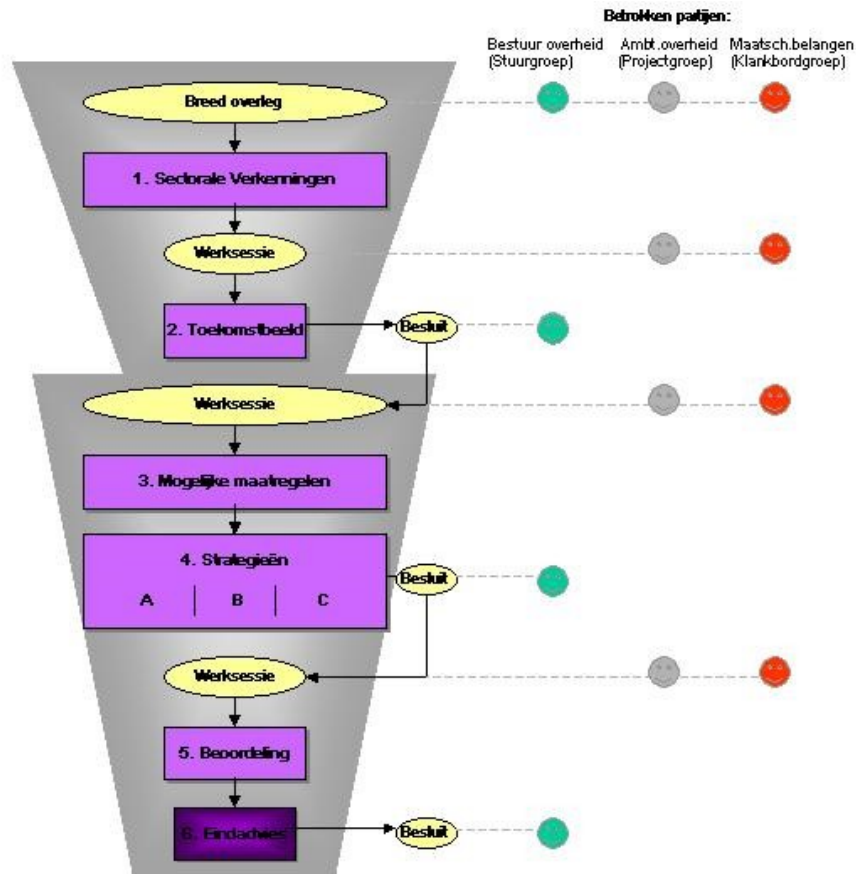 Betrokken partijen:
Bestuur overheid
(Stuurgroep)
Ambt.overheid
(Projectgroep)
Maatsch.belangen
(Klankbordgroep)
Breed overleg
1. Sectorale Verkenningen
Werksessie
2. Toekomstbeeld
Besluit
Werksessie
3. Mogelijke maatregelen
4. Strategieën
A | B | C
Besluit
Werksessie
5. Beoordeling
6. Eindadvies
Besluit